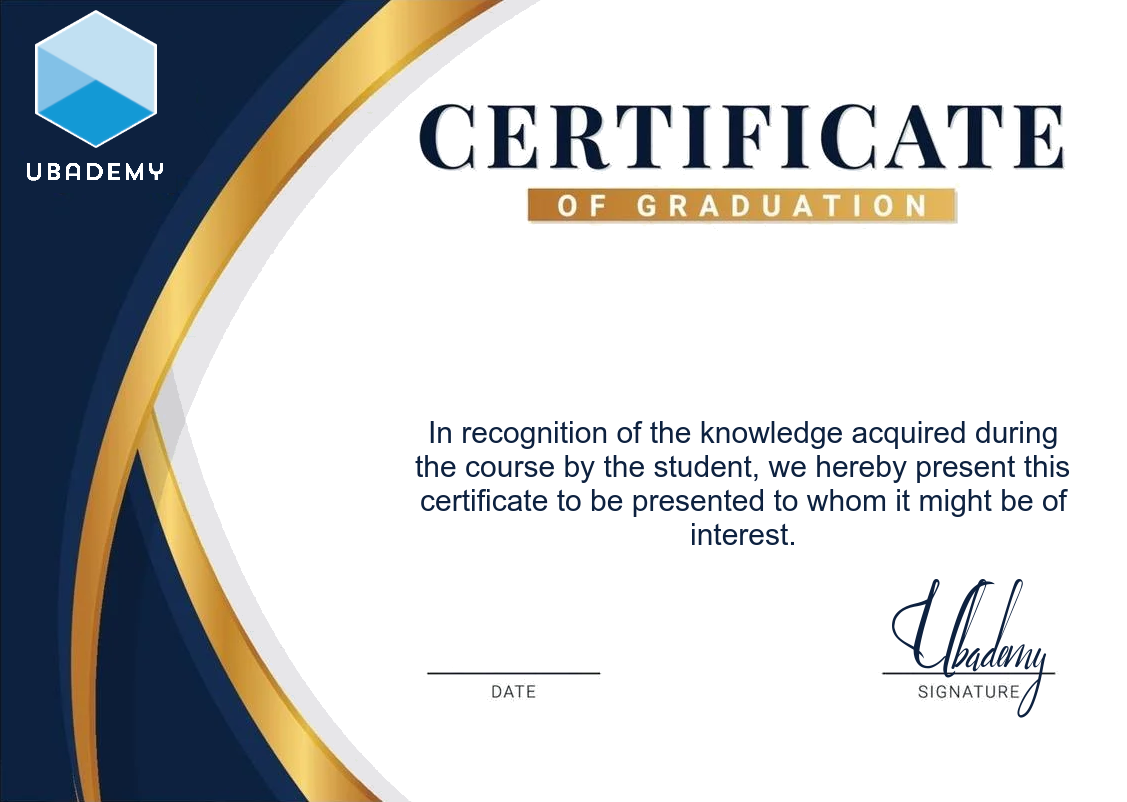 UBADEMY
CERTIFICATE
OF GRADUATION
In recognition of the knowledge acquired during
the course by the student, we hereby present this
certificate to be presented to whom it might be of
interest.
Ubademy
DATE
SIGNATURE